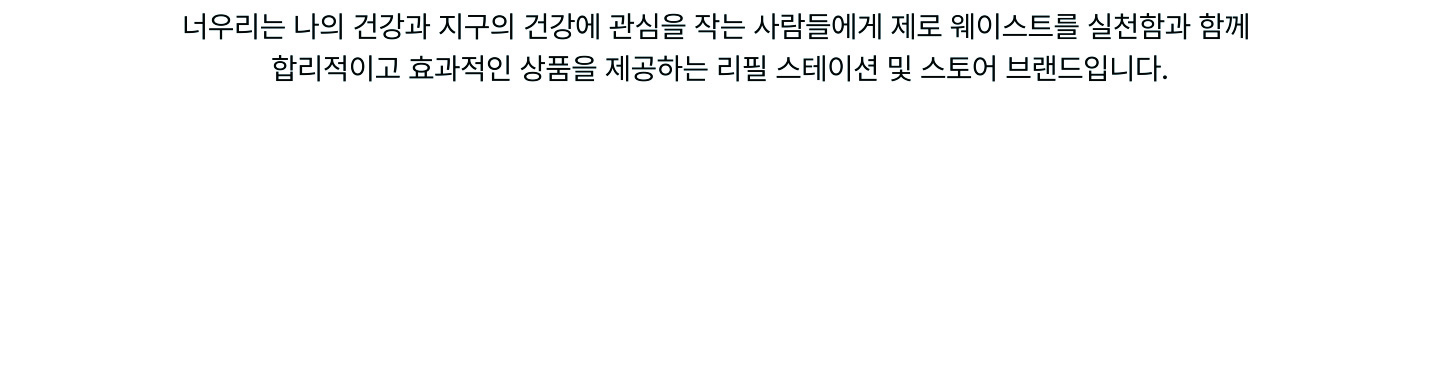 너우리는 나의 건강과 지구의 건강에 관심을 작는 사람들에게 제로 웨이스트를 실천함과 함께
합리적이고 효과적인 상품을 제공하는 리필 스테이션 및 스토어 브랜드입니다.